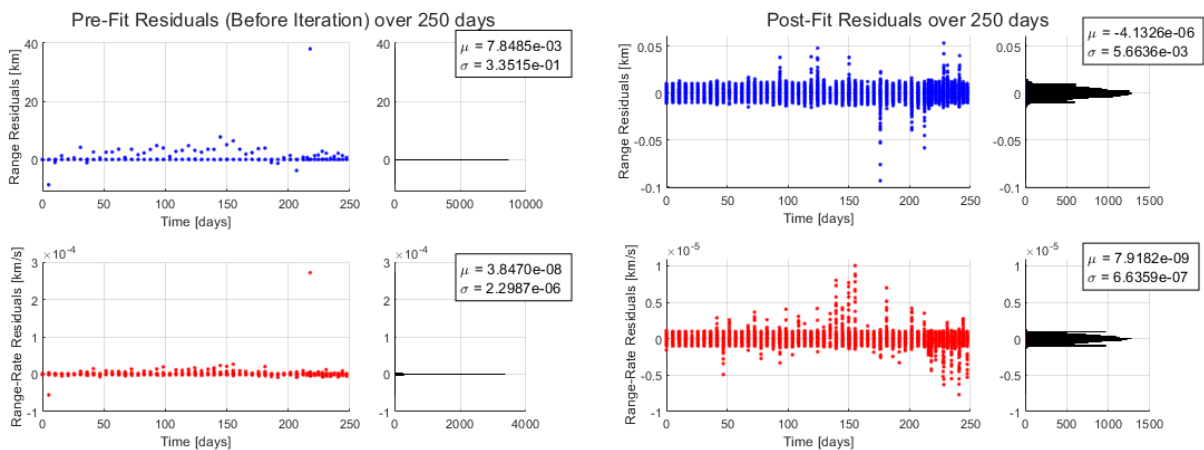 Pre-Fit Residuals (Before Iteration) over 250 days
40
20
0
Range Residuals [km]
0 50 100 150 200 250
Time [days]
40
20
0
0 5000 10000
μ = 7.8485e-03
σ = 3.3515e-01
×10⁻⁴
3
2
1
0
-1
Range-Rate Residuals [km/s]
0 50 100 150 200 250
Time [days]
×10⁻⁴
3
2
1
0
-1
0 2000 4000
μ = 3.8470e-08
σ = 2.2987e-06
Post-Fit Residuals over 250 days
0.05
0
-0.05
-0.1
Range Residuals [km]
0 50 100 150 200 250
Time [days]
0.05
0
-0.05
-0.1
0 500 1000 1500
μ = -4.1326e-06
σ = 5.6636e-03
×10⁻⁵
1
0.5
0
-0.5
-1
Range-Rate Residuals [km/s]
0 50 100 150 200 250
Time [days]
×10⁻⁵
1
0.5
0
-0.5
-1
0 500 1000 1500
μ = 7.9182e-09
σ = 6.6359e-07